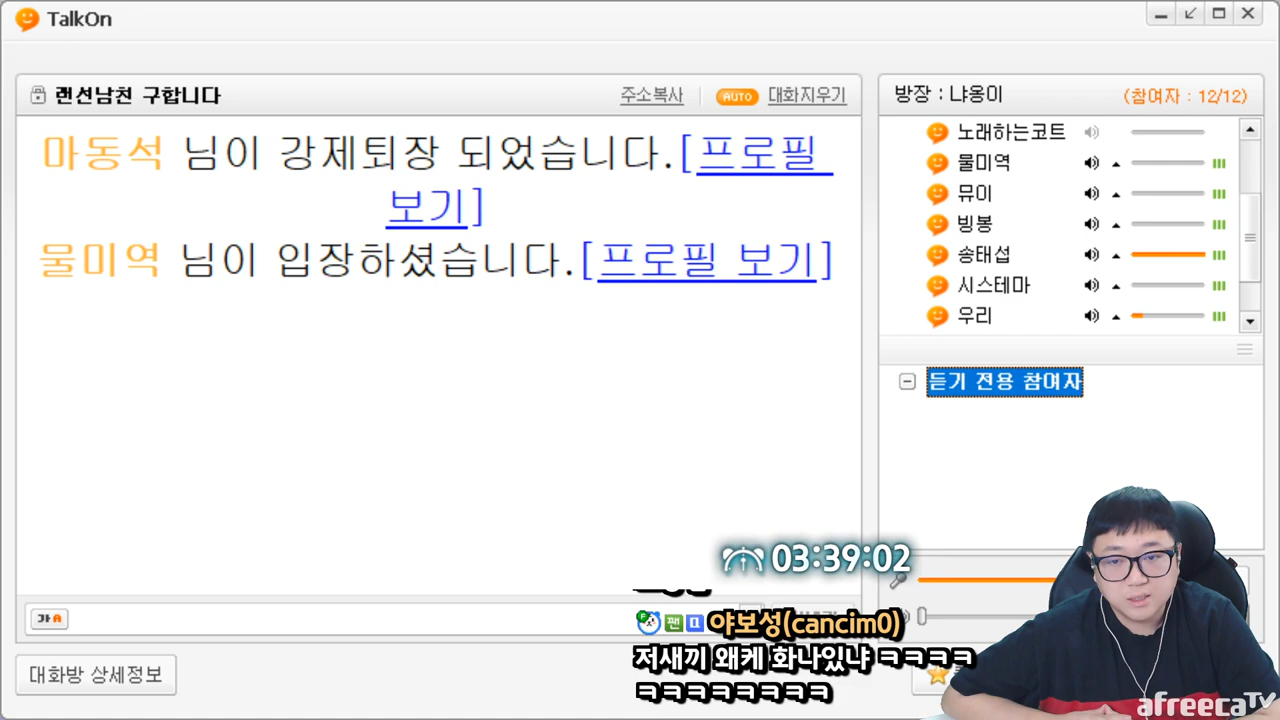 TalkOn
랜선남친 구합니다
주소복사
AUTO 대화지우기
마동석 님이 강제퇴장 되었습니다.[프로필
보기]
물미역 님이 입장하셨습니다.[프로필 보기]
방장 : 냐옹이
(참여자 : 12/12)
노래하는코트
물미역
뮤이
빙봉
송태섭
시스테마
우리
듣기 전용 참여자
03:39:02
가
팬 야보성(cancim0)
저새끼 왜케 화나있냐 ㅋㅋㅋㅋ
ㅋㅋㅋㅋㅋㅋㅋㅋ
대화방 상세정보
afreecaTV